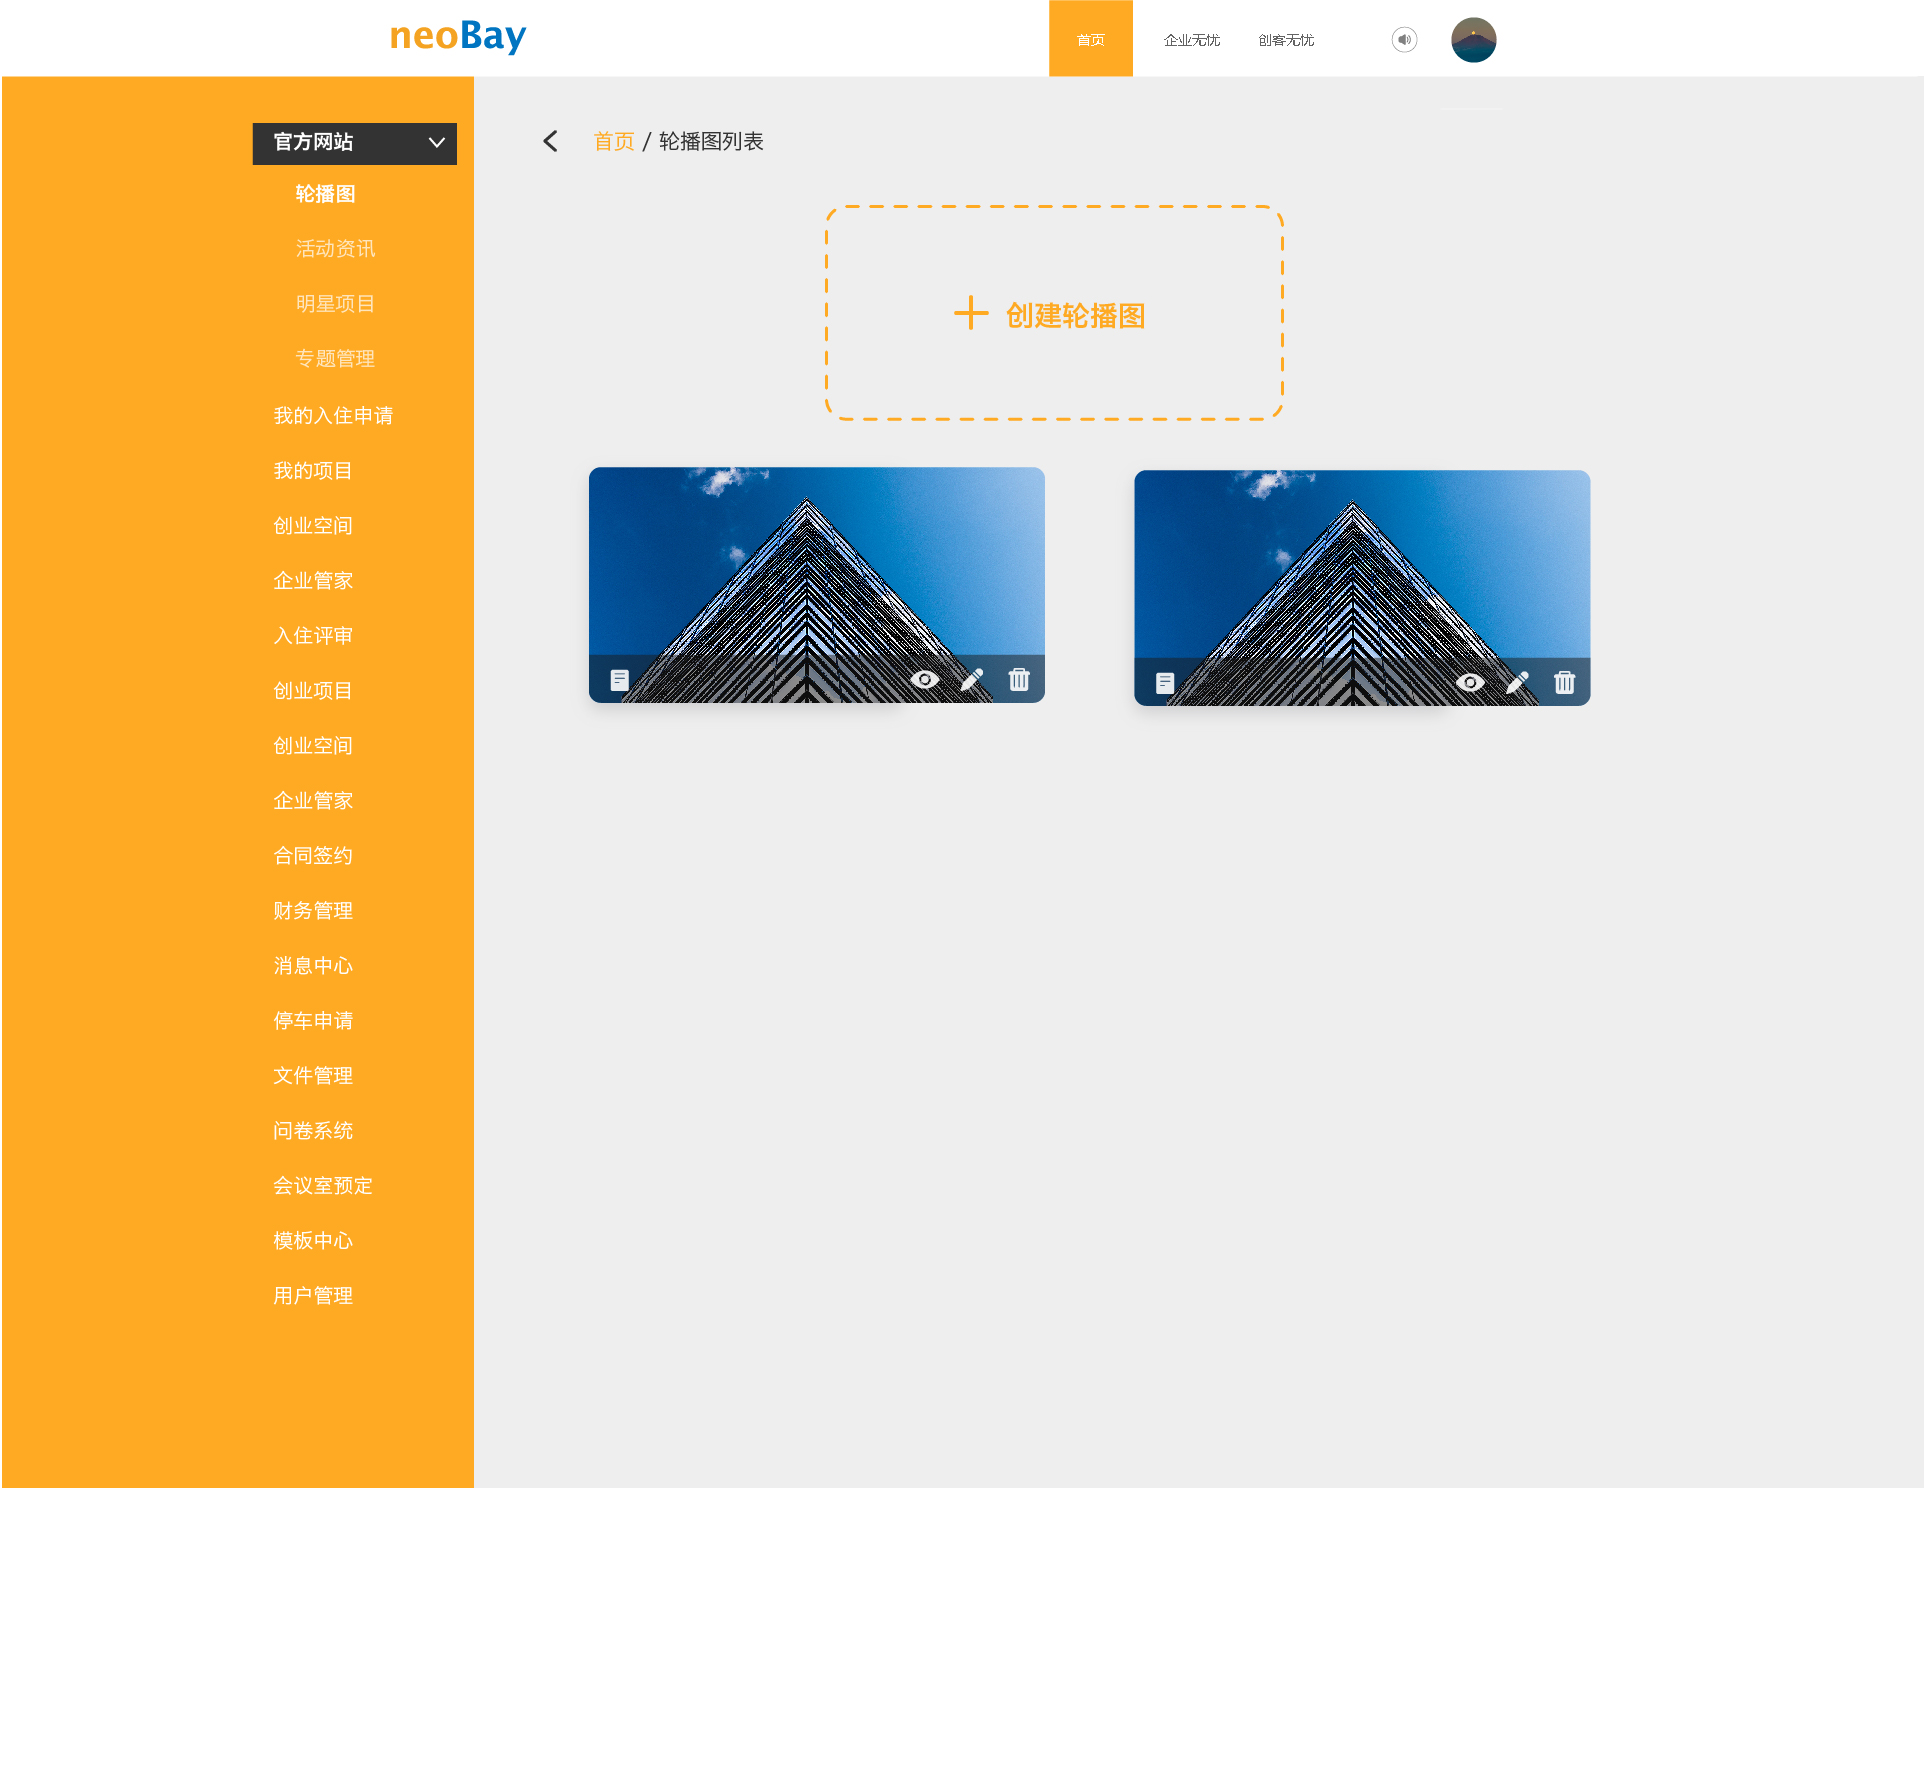 neoBay
首页
企业无忧
创客无忧
官方网站
轮播图
活动资讯
明星项目
专题管理
我的入住申请
我的项目
创业空间
企业管家
入住评审
创业项目
创业空间
企业管家
合同签约
财务管理
消息中心
停车申请
文件管理
问卷系统
会议室预定
模板中心
用户管理
首页 / 轮播图列表
创建轮播图